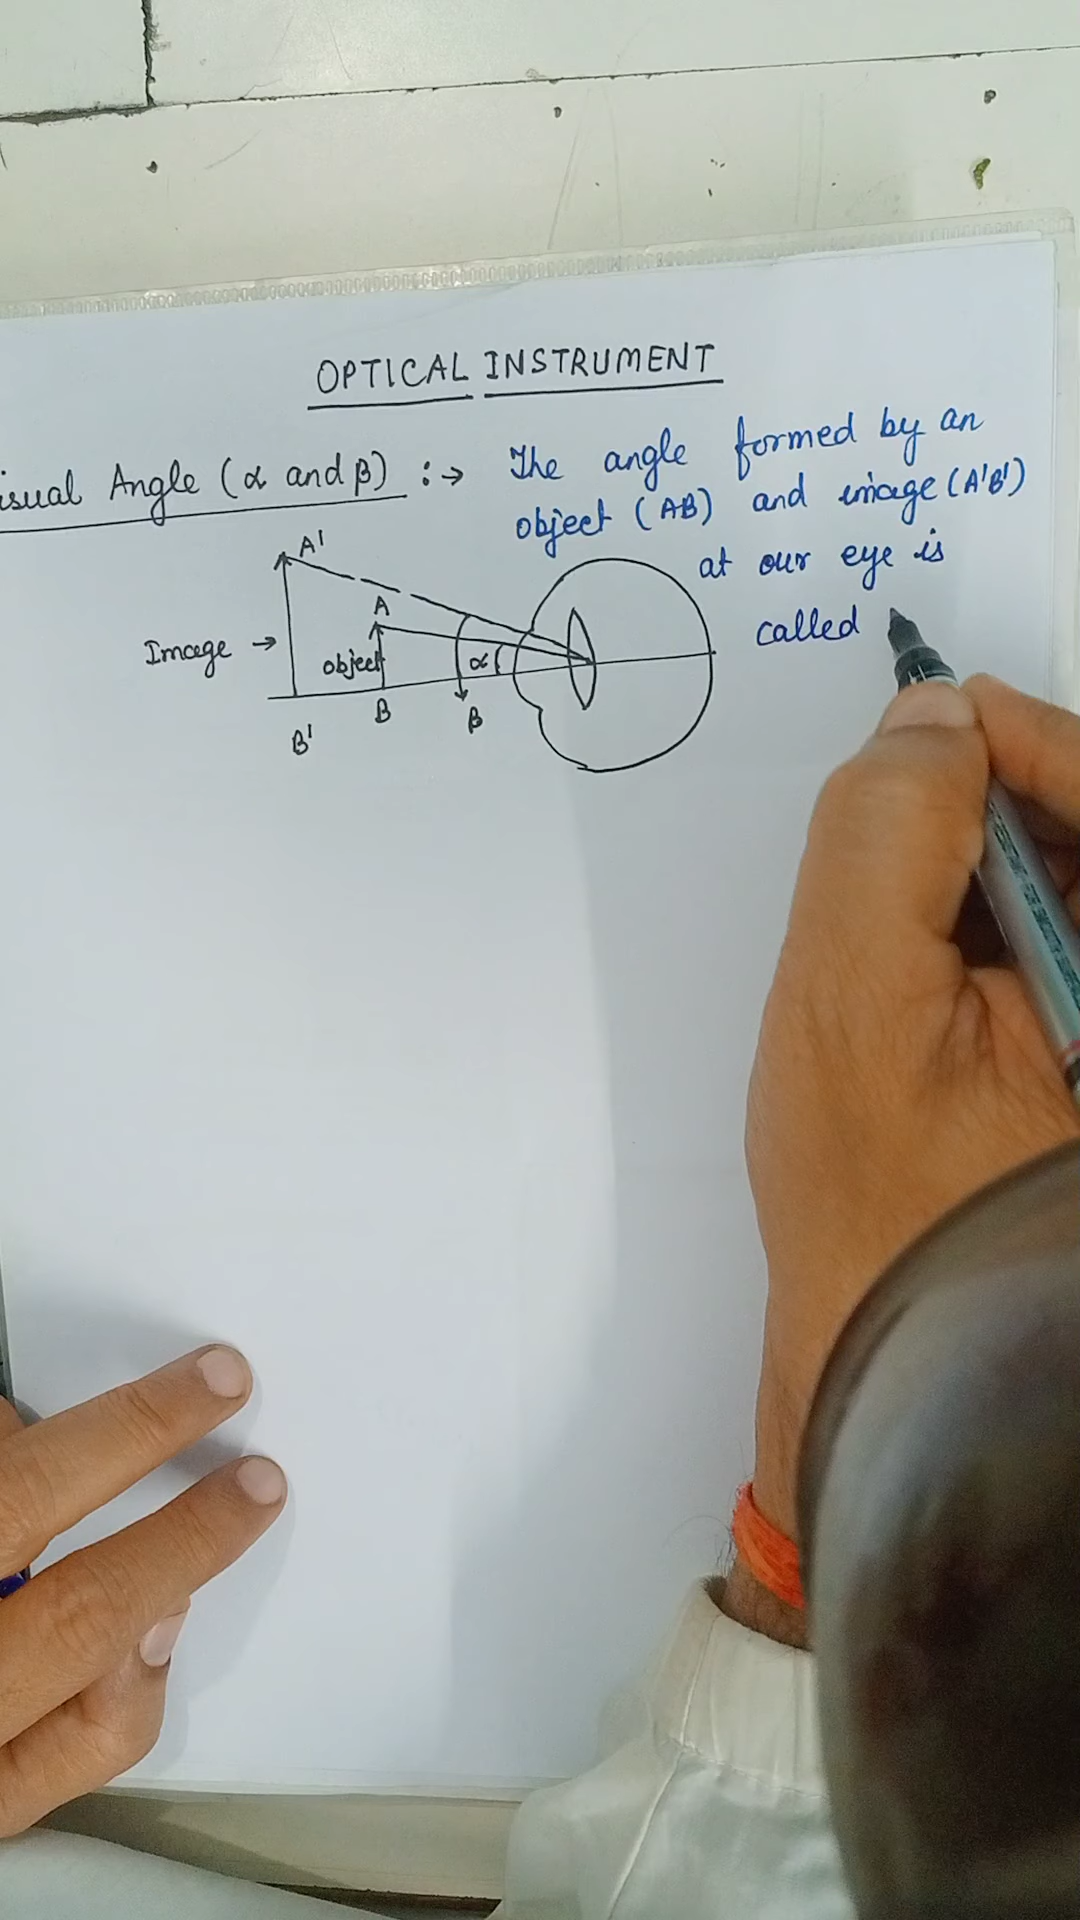 OPTICAL INSTRUMENT
isual Angle (α and β) :→ The angle formed by an
object (AB) and image (A'B')
at our eye is
called
A'
A
Image →
object
α
B
β
B'